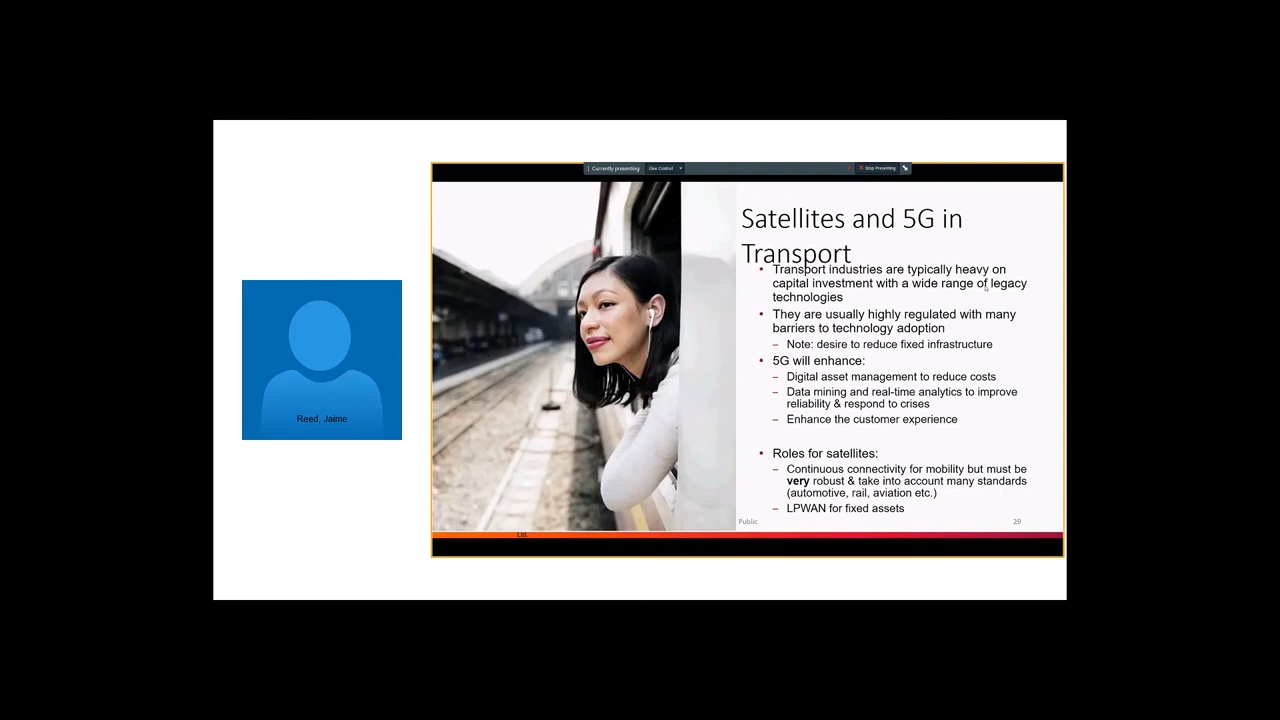 Currently presenting Give Control Stop Presenting
Satellites and 5G in
Transport
• Transport industries are typically heavy on
capital investment with a wide range of legacy
technologies
• They are usually highly regulated with many
barriers to technology adoption
– Note: desire to reduce fixed infrastructure
• 5G will enhance:
– Digital asset management to reduce costs
– Data mining and real-time analytics to improve
reliability & respond to crises
– Enhance the customer experience
• Roles for satellites:
– Continuous connectivity for mobility but must be
very robust & take into account many standards
(automotive, rail, aviation etc.)
– LPWAN for fixed assets
Public 29
Ltd.
Reed, Jaime